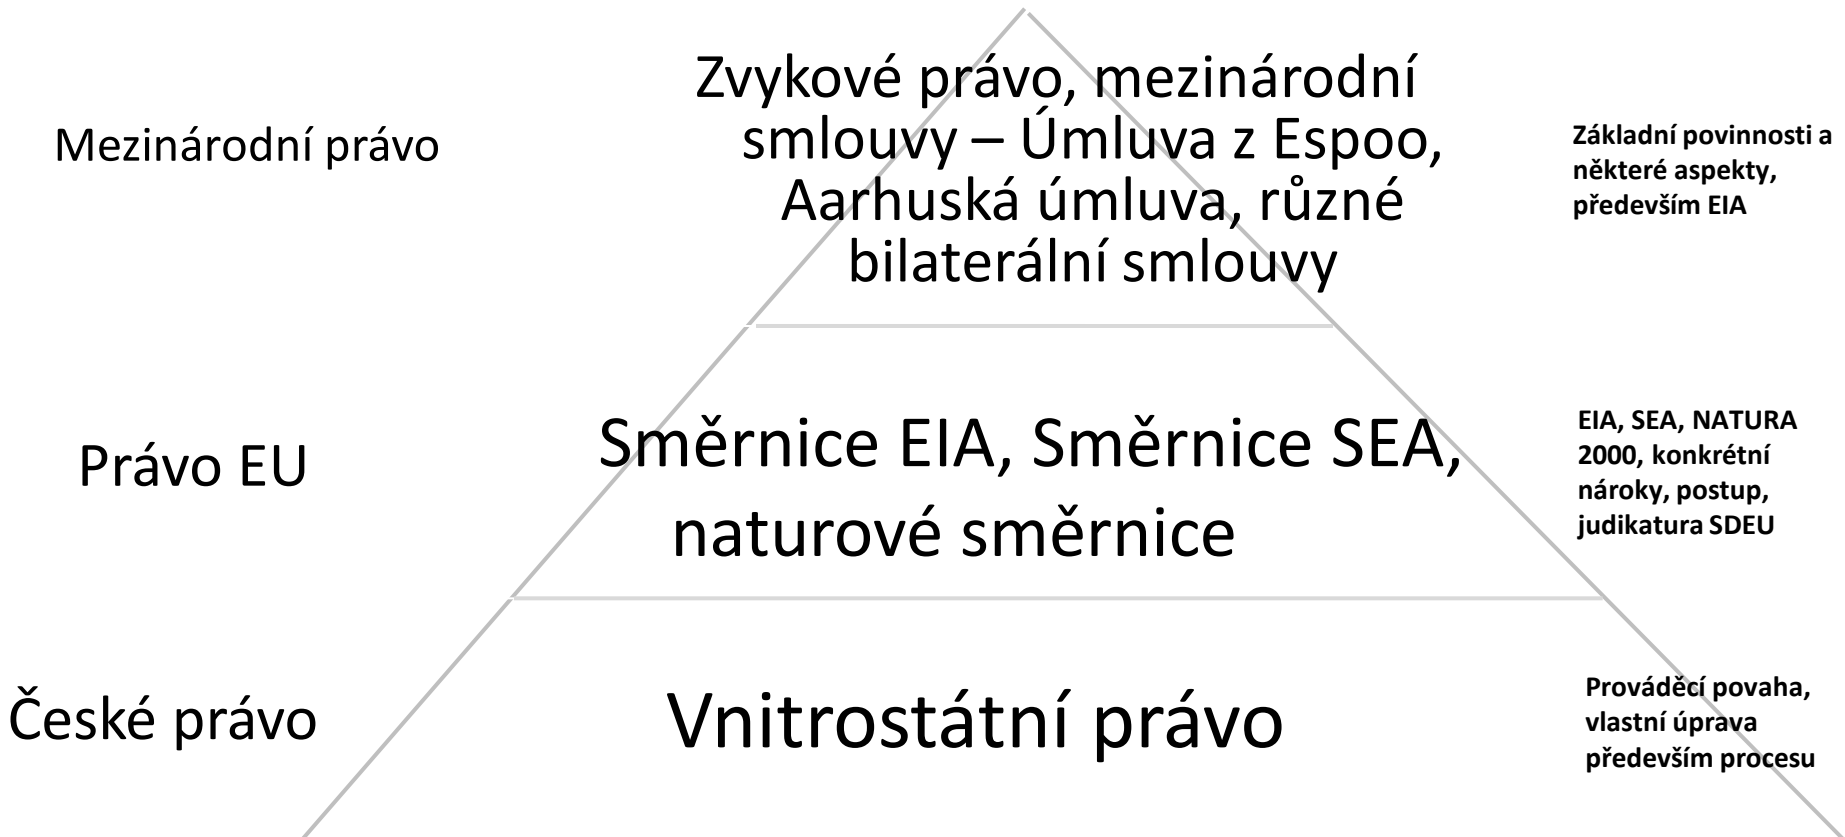 Mezinárodní právo
Zvykové právo, mezinárodní
smlouvy – Úmluva z Espoo,
Aarhuská úmluva, různé
bilaterální smlouvy
Základní povinnosti a
některé aspekty,
především EIA
Právo EU
Směrnice EIA, Směrnice SEA,
naturové směrnice
EIA, SEA, NATURA
2000, konkrétní
nároky, postup,
judikatura SDEU
České právo
Vnitrostátní právo
Prováděcí povaha,
vlastní úprava
především procesu